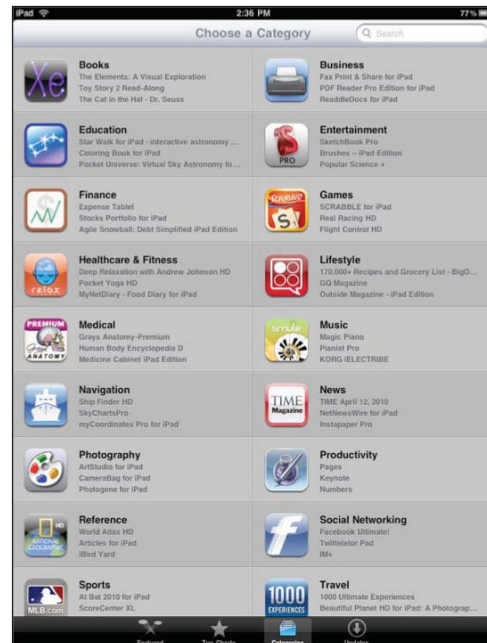 iPad 2:36 PM 77%
Choose a Category
Search
Books
The Elements: A Visual Exploration
Toy Story 2 Read-Along
The Cat in the Hat - Dr. Seuss
Business
Fax Print & Share for iPad
PDF Reader Pro Edition for iPad
ReaddleDocs for iPad
Education
Star Walk for iPad - interactive astronomy ...
Coloring Book for iPad
Pocket Universe: Virtual Sky Astronomy fo...
Entertainment
SketchBook Pro
Brushes – iPad Edition
Popular Science +
Finance
Expense Tablet
Stocks Portfolio for iPad
Agile Snowball: Debt Simplified iPad Edition
Games
SCRABBLE for iPad
Real Racing HD
Flight Control HD
Healthcare & Fitness
Deep Relaxation with Andrew Johnson HD
Pocket Yoga HD
MyNetDiary - Food Diary for iPad
Lifestyle
170,000+ Recipes and Grocery List - BigO...
GQ Magazine
Outside Magazine - iPad Edition
Medical
Grays Anatomy-Premium
Human Body Encyclopedia D
Medicine Cabinet iPad Edition
Music
Magic Piano
Pianist Pro
KORG iELECTRIBE
Navigation
Ship Finder HD
SkyChartsPro
myCoordinates Pro for iPad
News
TIME April 12, 2010
NetNewsWire for iPad
Instapaper Pro
Photography
ArtStudio for iPad
CameraBag for iPad
Photogene for iPad
Productivity
Pages
Keynote
Numbers
Reference
World Atlas HD
Articles for iPad
iBird Yard
Social Networking
Facebook Ultimate!
Twittelator Pad
IM+
Sports
At Bat 2010 for iPad
ScoreCenter XL
Travel
1000 Ultimate Experiences
Beautiful Planet HD for iPad: A Photograp...
Xe
PRO
SCRABBLE
S
relax
PREMIUM
ANATOMY
smule
TIME
Magazine
HD
NATIONAL
GEOGRAPHIC
f
MLB.com
1000
EXPERIENCES
Featured Top Charts Categories Updates